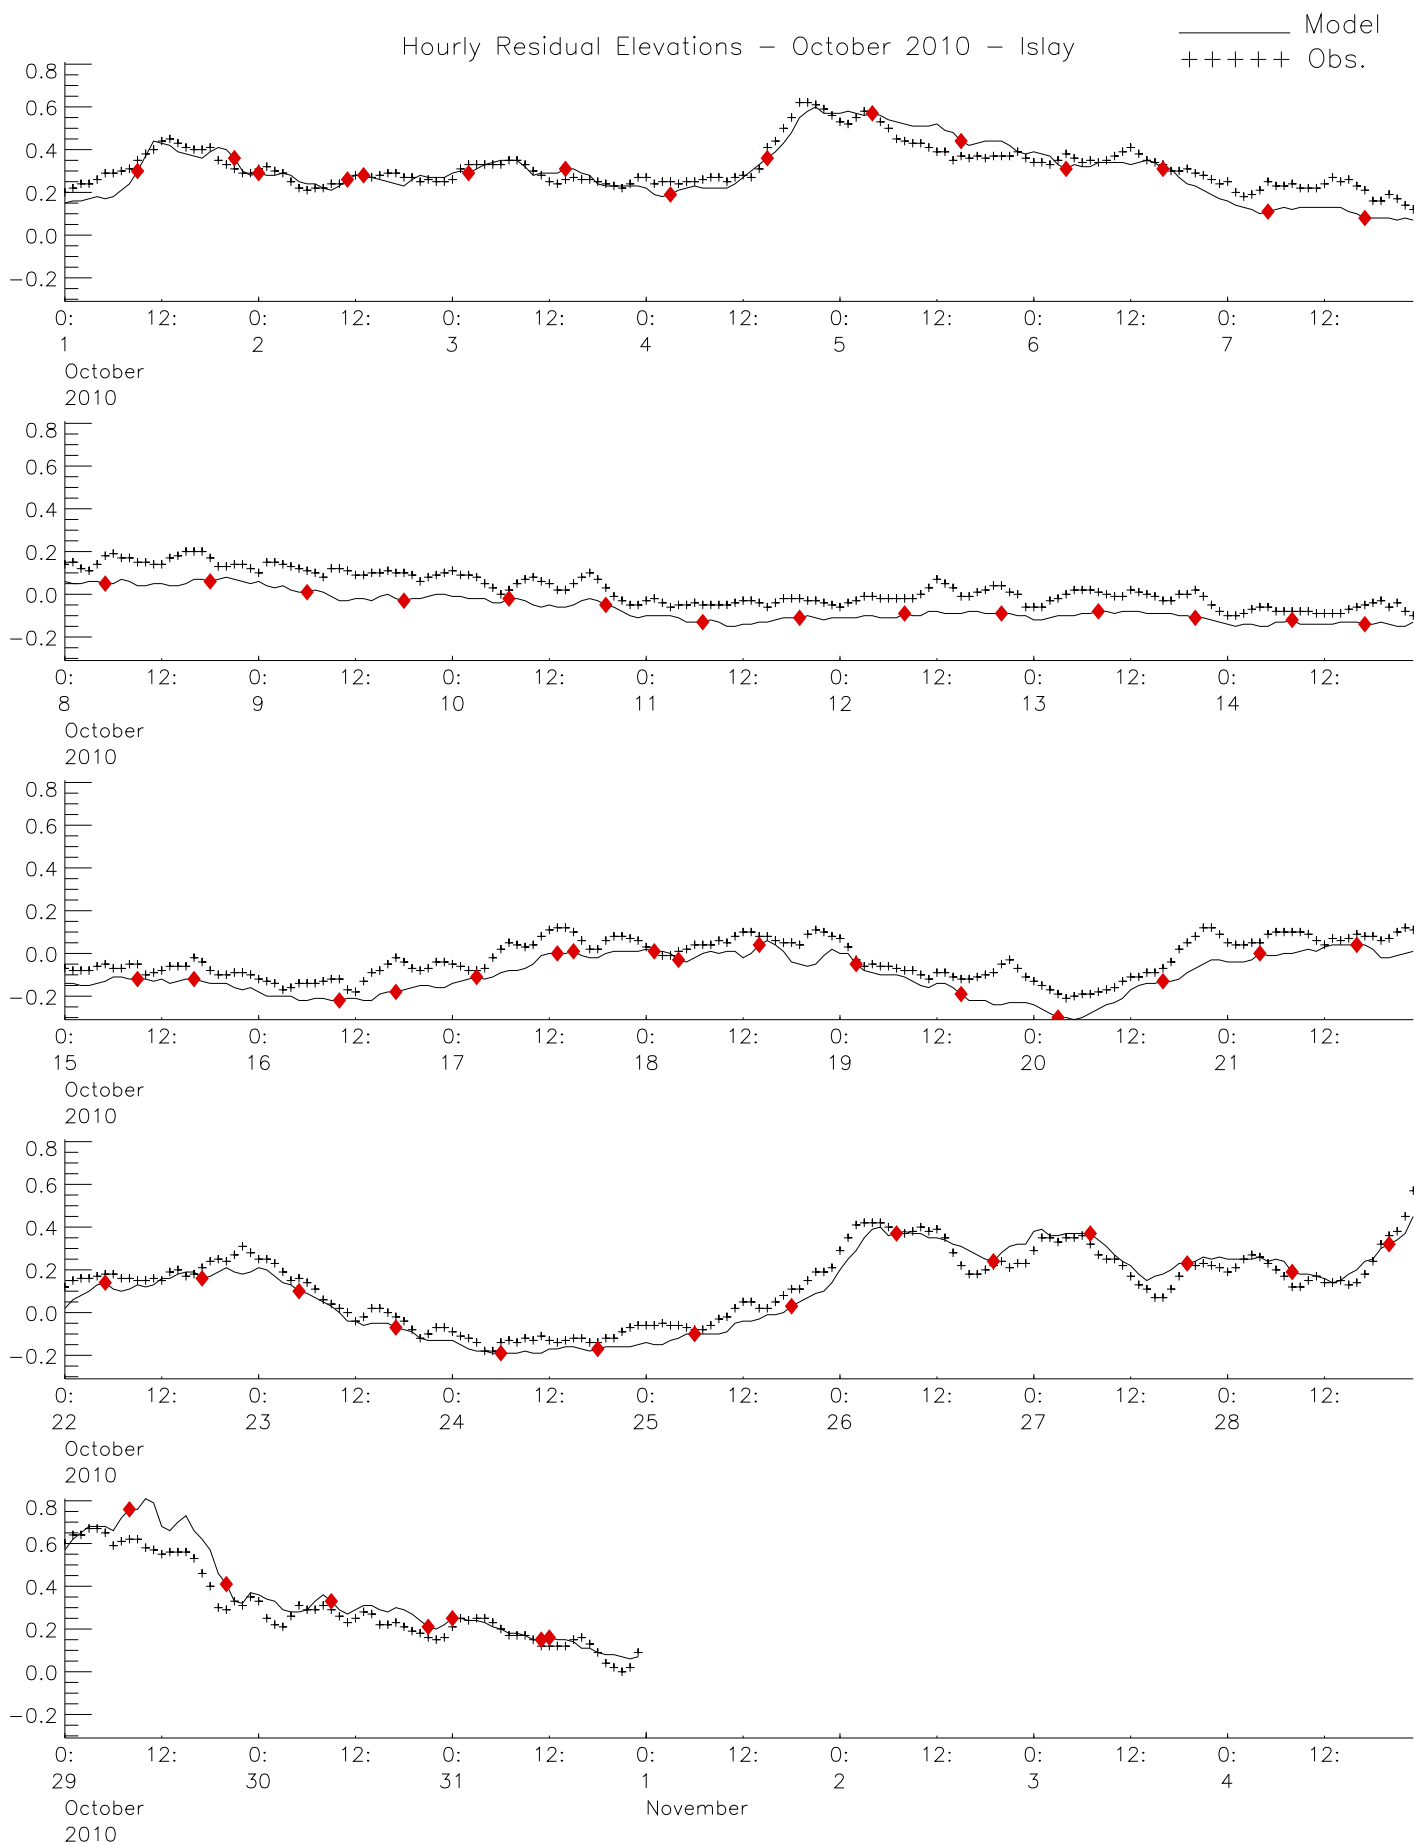 Hourly Residual Elevations – October 2010 – Islay
Model
+++++ Obs.
0.8
0.6
0.4
0.2
0.0
−0.2
0: 12: 0: 12: 0: 12: 0: 12: 0: 12: 0: 12: 0: 12:
1 2 3 4 5 6 7
October
2010
0.8
0.6
0.4
0.2
0.0
−0.2
0: 12: 0: 12: 0: 12: 0: 12: 0: 12: 0: 12: 0: 12:
8 9 10 11 12 13 14
October
2010
0.8
0.6
0.4
0.2
0.0
−0.2
0: 12: 0: 12: 0: 12: 0: 12: 0: 12: 0: 12: 0: 12:
15 16 17 18 19 20 21
October
2010
0.8
0.6
0.4
0.2
0.0
−0.2
0: 12: 0: 12: 0: 12: 0: 12: 0: 12: 0: 12: 0: 12:
22 23 24 25 26 27 28
October
2010
0.8
0.6
0.4
0.2
0.0
−0.2
0: 12: 0: 12: 0: 12: 0: 12: 0: 12: 0: 12: 0: 12:
29 30 31 1 2 3 4
October November
2010